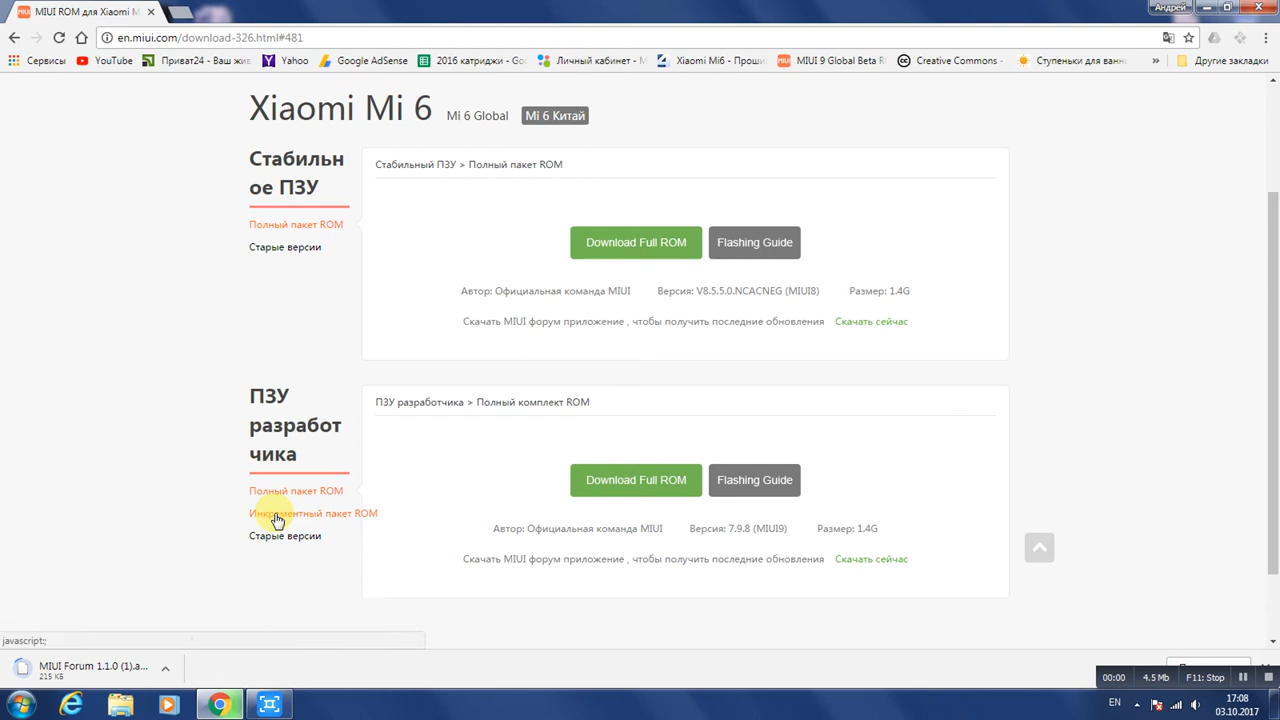 MIUI ROM для Xiaomi M
Андрей
en.miui.com/download-326.html#481
Сервисы
YouTube
Приват24 - Ваш жив
Yahoo
Google AdSense
2016 катриджи - Goo
Личный кабинет - M
Xiaomi Mi6 - Проши
MIUI 9 Global Beta R
Creative Commons -
Ступеньки для ванн
»
Другие закладки
Xiaomi Mi 6
Mi 6 Global
Mi 6 Китай
Стабильн
ое ПЗУ
Полный пакет ROM
Старые версии
Стабильный ПЗУ > Полный пакет ROM
Download Full ROM
Flashing Guide
Автор: Официальная команда MIUI
Версия: V8.5.5.0.NCACNEG (MIUI8)
Размер: 1.4G
Скачать MIUI форум приложение , чтобы получить последние обновления
Скачать сейчас
ПЗУ
разработ
чика
Полный пакет ROM
Инкрементный пакет ROM
Старые версии
ПЗУ разработчика > Полный комплект ROM
Download Full ROM
Flashing Guide
Автор: Официальная команда MIUI
Версия: 7.9.8 (MIUI9)
Размер: 1.4G
Скачать MIUI форум приложение , чтобы получить последние обновления
Скачать сейчас
javascript:;
MIUI Forum 1.1.0 (1).a...
215 КБ
00:00
4.5 Mb
F11: Stop
EN
17:08
03.10.2017